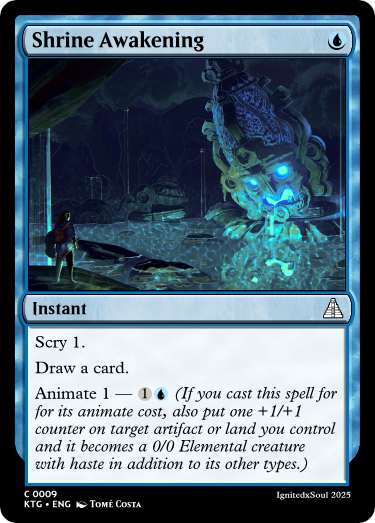 Shrine Awakening
Instant
Scry 1.
Draw a card.
Animate 1 — 1 (If you cast this spell for
for its animate cost, also put one +1/+1
counter on target artifact or land you control
and it becomes a 0/0 Elemental creature
with haste in addition to its other types.)
C 0009
IgnitedxSoul 2025
KTG • ENG Tomé Costa